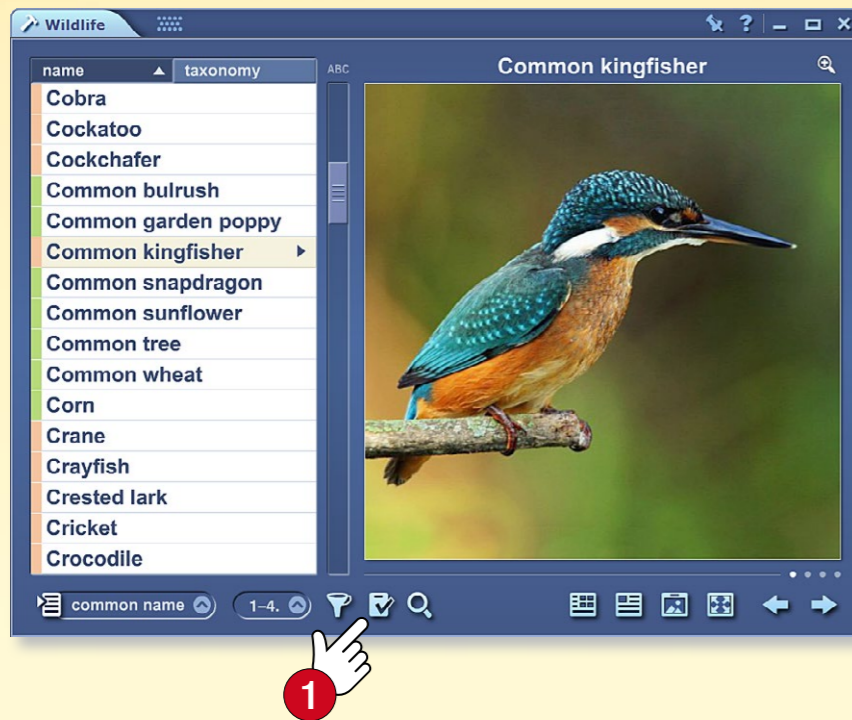 Wildlife
?
name taxonomy ABC Common kingfisher
Cobra
Cockatoo
Cockchafer
Common bulrush
Common garden poppy
Common kingfisher
Common snapdragon
Common sunflower
Common tree
Common wheat
Corn
Crane
Crayfish
Crested lark
Cricket
Crocodile
common name 1–4.
1